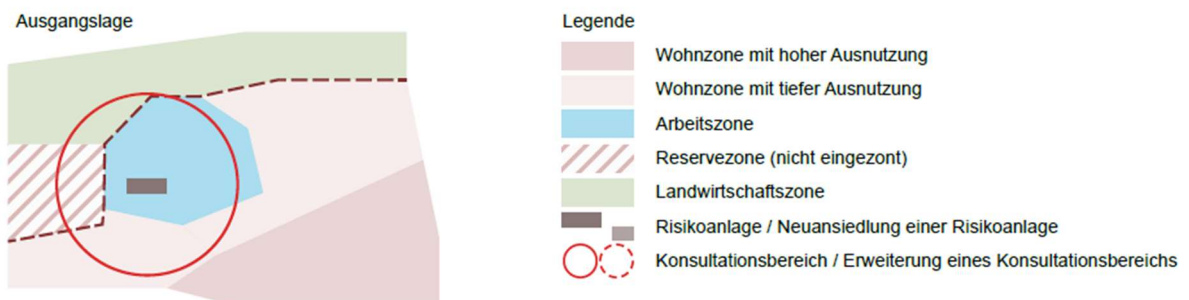 Ausgangslage
Legende
Wohnzone mit hoher Ausnutzung
Wohnzone mit tiefer Ausnutzung
Arbeitszone
Reservezone (nicht eingezont)
Landwirtschaftszone
Risikoanlage / Neuansiedlung einer Risikoanlage
Konsultationsbereich / Erweiterung eines Konsultationsbereichs